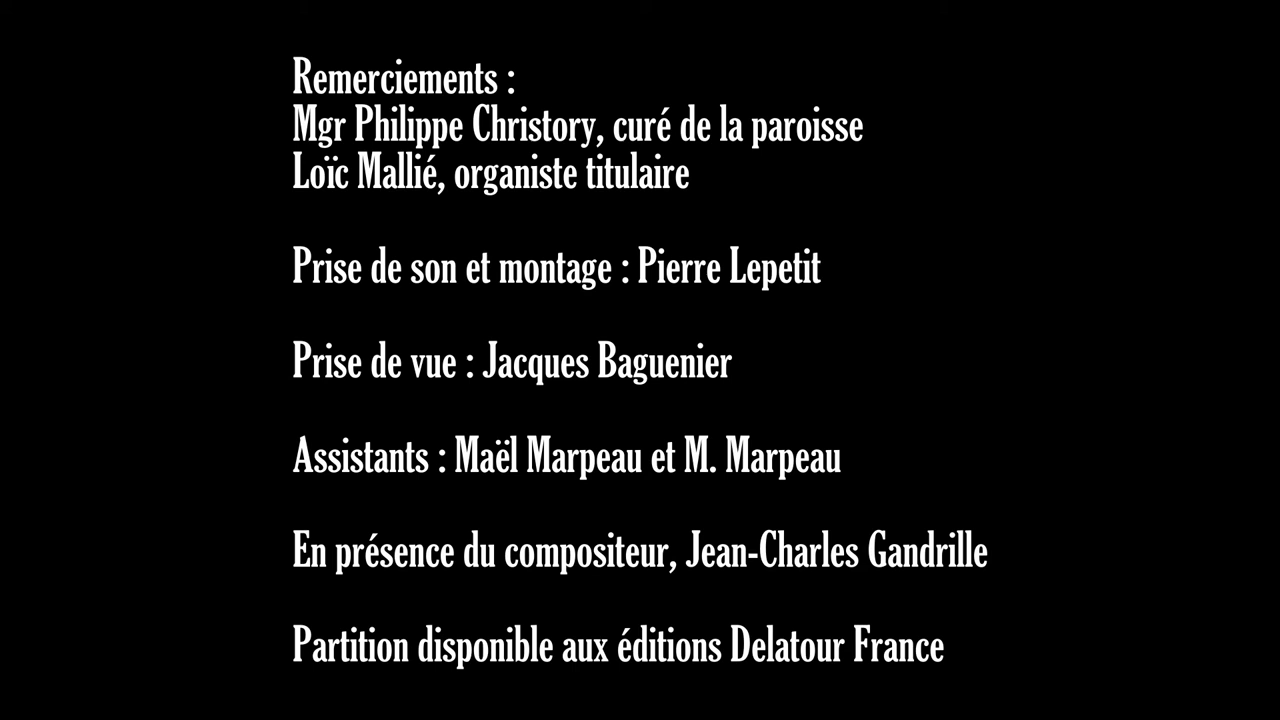 Remerciements :
Mgr Philippe Christory, curé de la paroisse
Loïc Mallié, organiste titulaire
Prise de son et montage : Pierre Lepetit
Prise de vue : Jacques Baguenier
Assistants : Maël Marpeau et M. Marpeau
En présence du compositeur, Jean-Charles Gandrille
Partition disponible aux éditions Delatour France